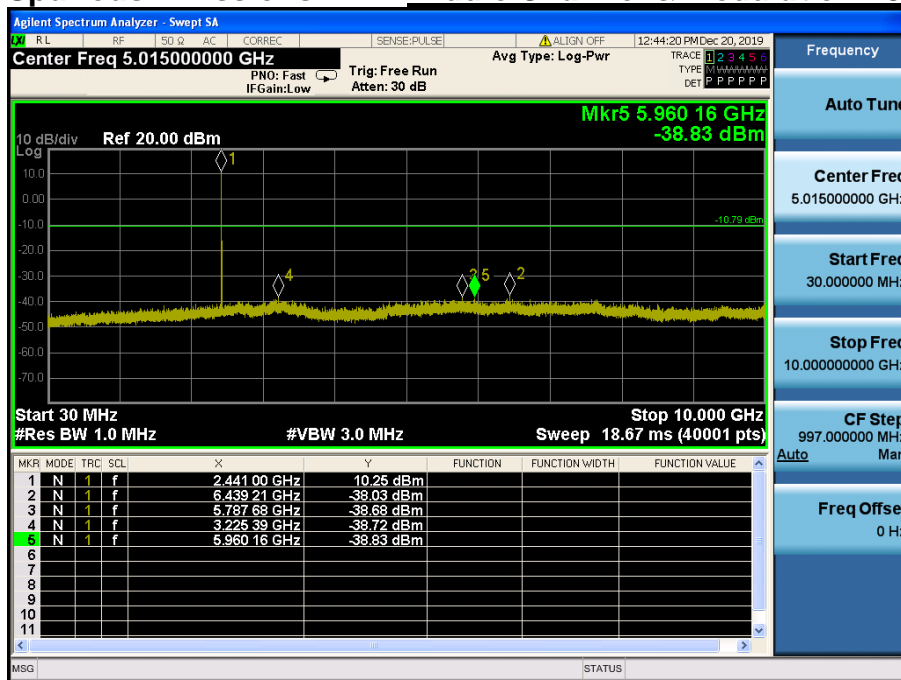 Agilent Spectrum Analyzer - Swept SA
LXI RL RF 50 Ω AC CORREC SENSE:PULSE ALIGN OFF 12:44:20 PM Dec 20, 2019
Center Freq 5.015000000 GHz
PNO: Fast
IFGain:Low
Trig: Free Run
Atten: 30 dB
Avg Type: Log-Pwr
TRACE 1 2 3 4 5 6
TYPE M
DET P P P P P P
Frequency
Mkr5 5.960 16 GHz
-38.83 dBm
10 dB/div Ref 20.00 dBm
Log
10.0
0.00
-10.0
-20.0
-30.0
-40.0
-50.0
-60.0
-70.0
1
-10.79 dBm
4
5
2
Start 30 MHz
Stop 10.000 GHz
#Res BW 1.0 MHz #VBW 3.0 MHz Sweep 18.67 ms (40001 pts)
MKR MODE TRC SCL X Y FUNCTION FUNCTION WIDTH FUNCTION VALUE
1 N 1 f 2.441 00 GHz 10.25 dBm
2 N 1 f 6.439 21 GHz -38.03 dBm
3 N 1 f 5.787 68 GHz -38.68 dBm
4 N 1 f 3.225 39 GHz -38.72 dBm
5 N 1 f 5.960 16 GHz -38.83 dBm
6
7
8
9
10
11
MSG STATUS
Auto Tune
Center Freq
5.015000000 GHz
Start Freq
30.000000 MHz
Stop Freq
10.000000000 GHz
CF Step
997.000000 MHz
Auto Man
Freq Offset
0 Hz